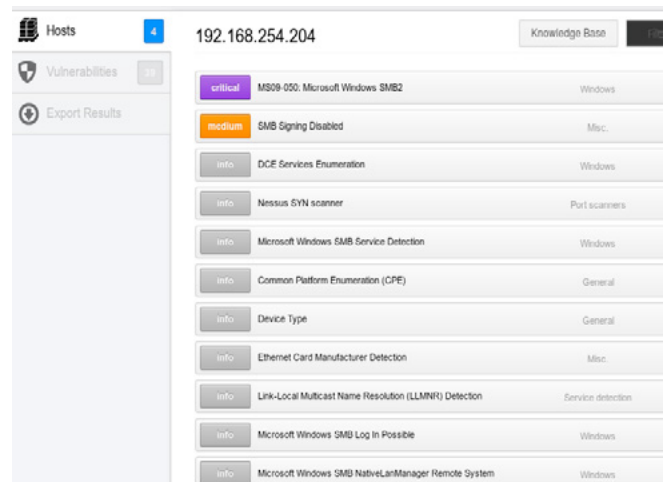 Hosts
4
192.168.254.204
Knowledge Base
Vulnerabilities
Export Results
critical MS09-050: Microsoft Windows SMB2 Windows
medium SMB Signing Disabled Misc.
info DCE Services Enumeration Windows
info Nessus SYN scanner Port scanners
info Microsoft Windows SMB Service Detection Windows
info Common Platform Enumeration (CPE) General
info Device Type General
info Ethernet Card Manufacturer Detection Misc.
info Link-Local Multicast Name Resolution (LLMNR) Detection Service detection
info Microsoft Windows SMB Log In Possible Windows
info Microsoft Windows SMB NativeLanManager Remote System Windows